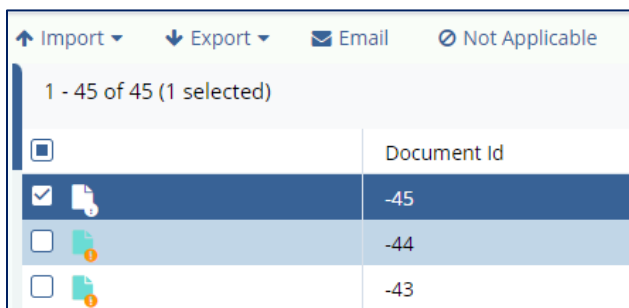 Import Export Email Not Applicable
1 - 45 of 45 (1 selected)
Document Id
-45
-44
-43